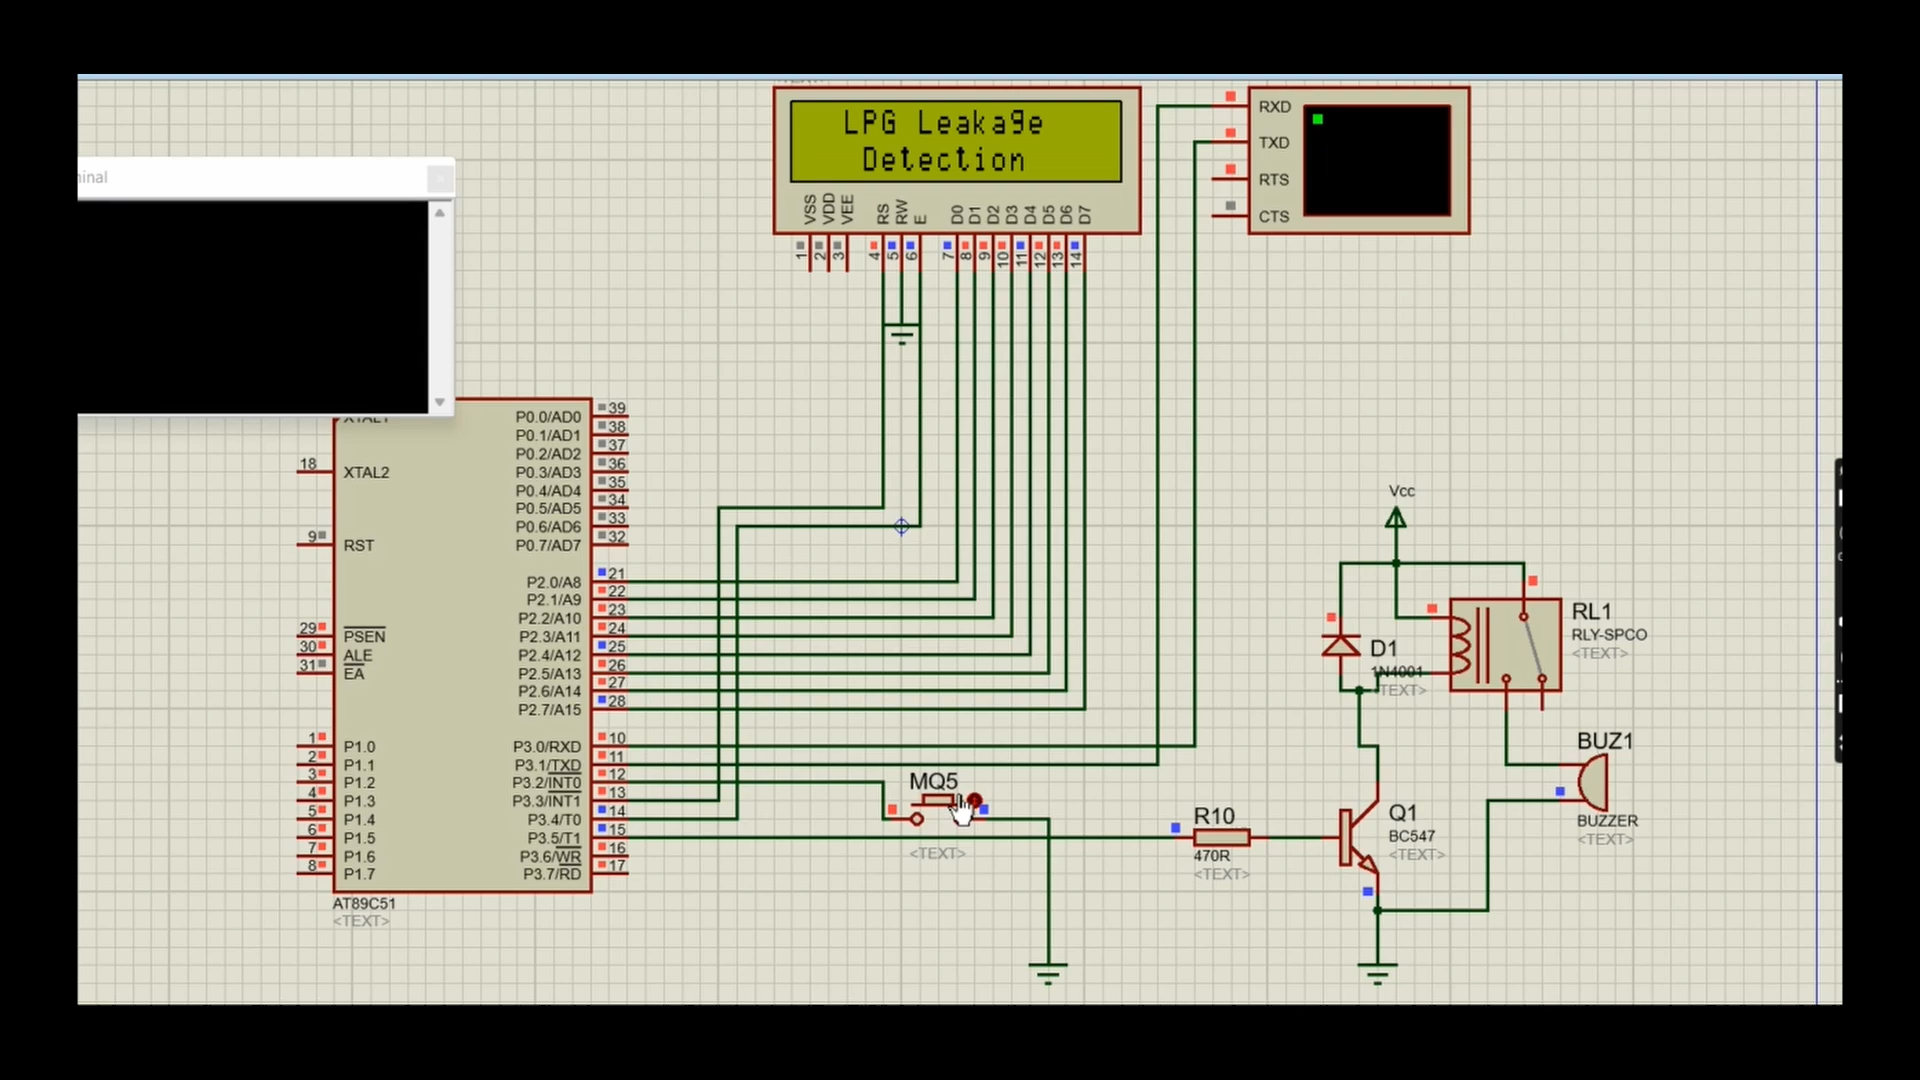 LPG Leakage
Detection
VSS
VDD
VEE
RS
RW
E
D0
D1
D2
D3
D4
D5
D6
D7
1
2
3
4
5
6
7
8
9
10
11
12
13
14
RXD
TXD
RTS
CTS
inal
XTAL1
18
XTAL2
9
RST
29
PSEN
30
ALE
31
EA
1
P1.0
2
P1.1
3
P1.2
4
P1.3
5
P1.4
6
P1.5
7
P1.6
8
P1.7
P0.0/AD0
39
P0.1/AD1
38
P0.2/AD2
37
P0.3/AD3
36
P0.4/AD4
35
P0.5/AD5
34
P0.6/AD6
33
P0.7/AD7
32
P2.0/A8
21
P2.1/A9
22
P2.2/A10
23
P2.3/A11
24
P2.4/A12
25
P2.5/A13
26
P2.6/A14
27
P2.7/A15
28
P3.0/RXD
10
P3.1/TXD
11
P3.2/INT0
12
P3.3/INT1
13
P3.4/T0
14
P3.5/T1
15
P3.6/WR
16
P3.7/RD
17
AT89C51
<TEXT>
MQ5
<TEXT>
R10
470R
<TEXT>
Q1
BC547
<TEXT>
Vcc
D1
1N4001
<TEXT>
RL1
RLY-SPCO
<TEXT>
BUZ1
BUZZER
<TEXT>